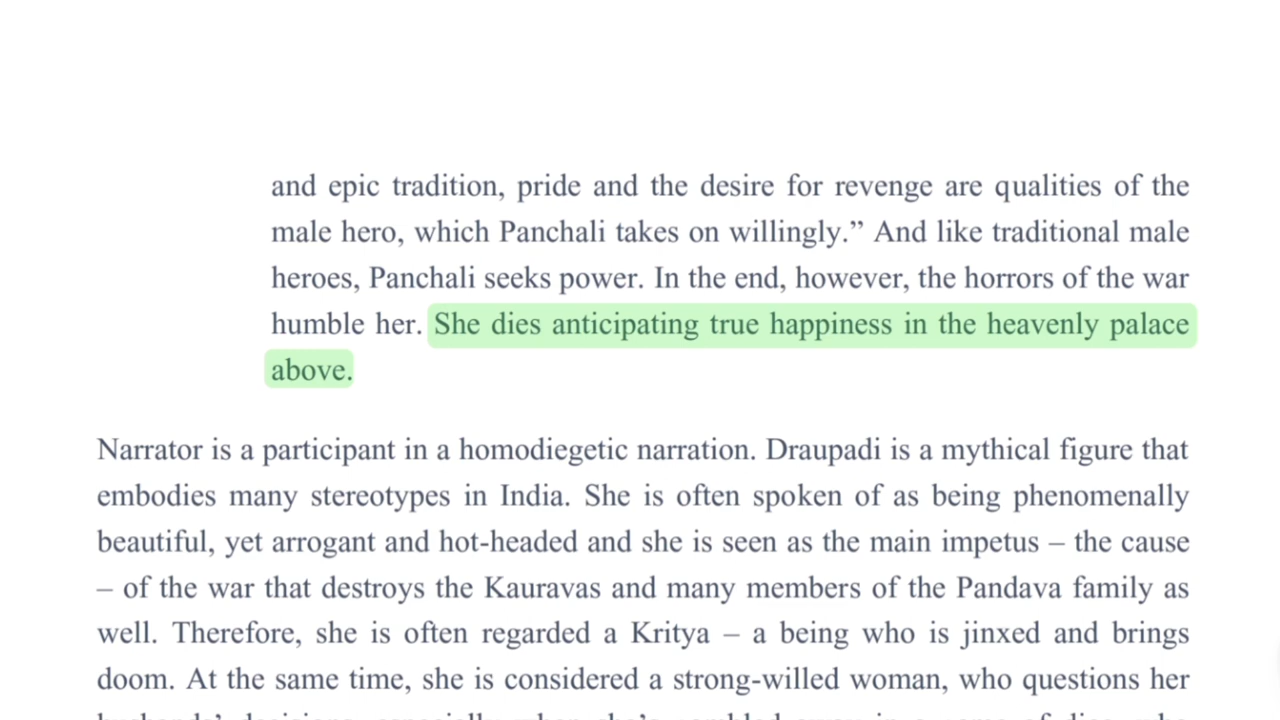 and epic tradition, pride and the desire for revenge are qualities of the
male hero, which Panchali takes on willingly.” And like traditional male
heroes, Panchali seeks power. In the end, however, the horrors of the war
humble her. She dies anticipating true happiness in the heavenly palace
above.
Narrator is a participant in a homodiegetic narration. Draupadi is a mythical figure that
embodies many stereotypes in India. She is often spoken of as being phenomenally
beautiful, yet arrogant and hot-headed and she is seen as the main impetus – the cause
– of the war that destroys the Kauravas and many members of the Pandava family as
well. Therefore, she is often regarded a Kritya – a being who is jinxed and brings
doom. At the same time, she is considered a strong-willed woman, who questions her